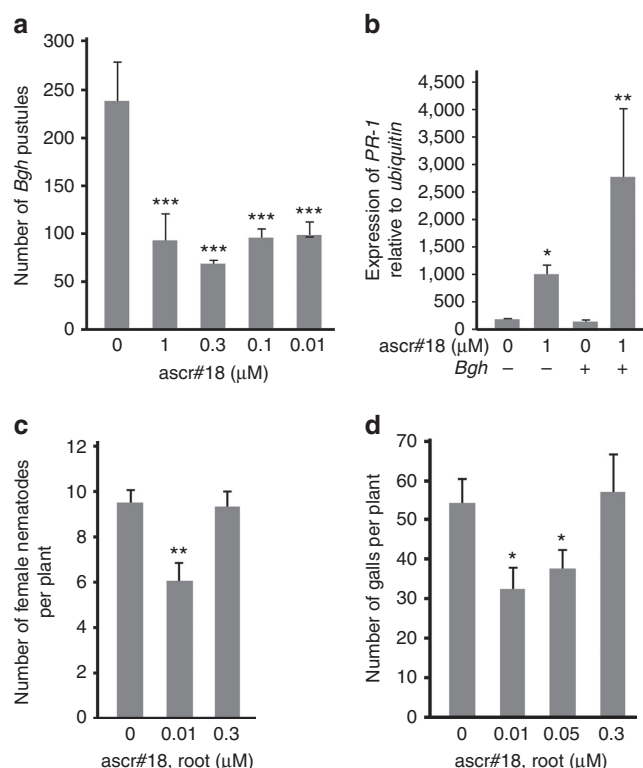 a
300
250
200
150
100
50
0
Number of Bgh pustules
***
***
***
***
0 1 0.3 0.1 0.01
ascr#18 (μM)
b
4,500
4,000
3,500
3,000
2,500
2,000
1,500
1,000
500
0
Expression of PR-1
relative to ubiquitin
*
**
ascr#18 (μM) 0 1 0 1
Bgh – – + +
c
12
10
8
6
4
2
0
Number of female nematodes
per plant
**
0 0.01 0.3
ascr#18, root (μM)
d
70
60
50
40
30
20
10
0
Number of galls per plant
*
*
0 0.01 0.05 0.3
ascr#18, root (μM)